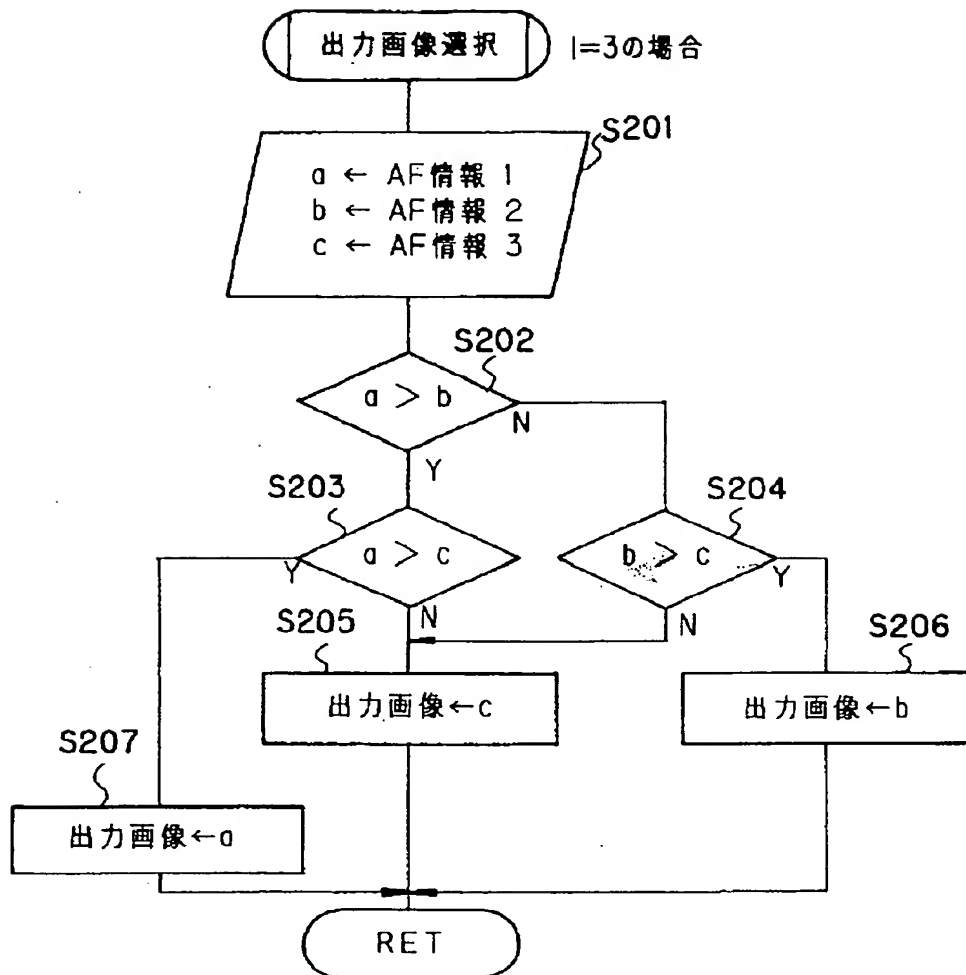 出力画像選択
I=3の場合
S201
a ← AF情報 1
b ← AF情報 2
c ← AF情報 3
S202
a > b
N
Y
S203
a > c
Y
N
S204
b > c
Y
N
S205
出力画像←c
S206
出力画像←b
S207
出力画像←a
RET